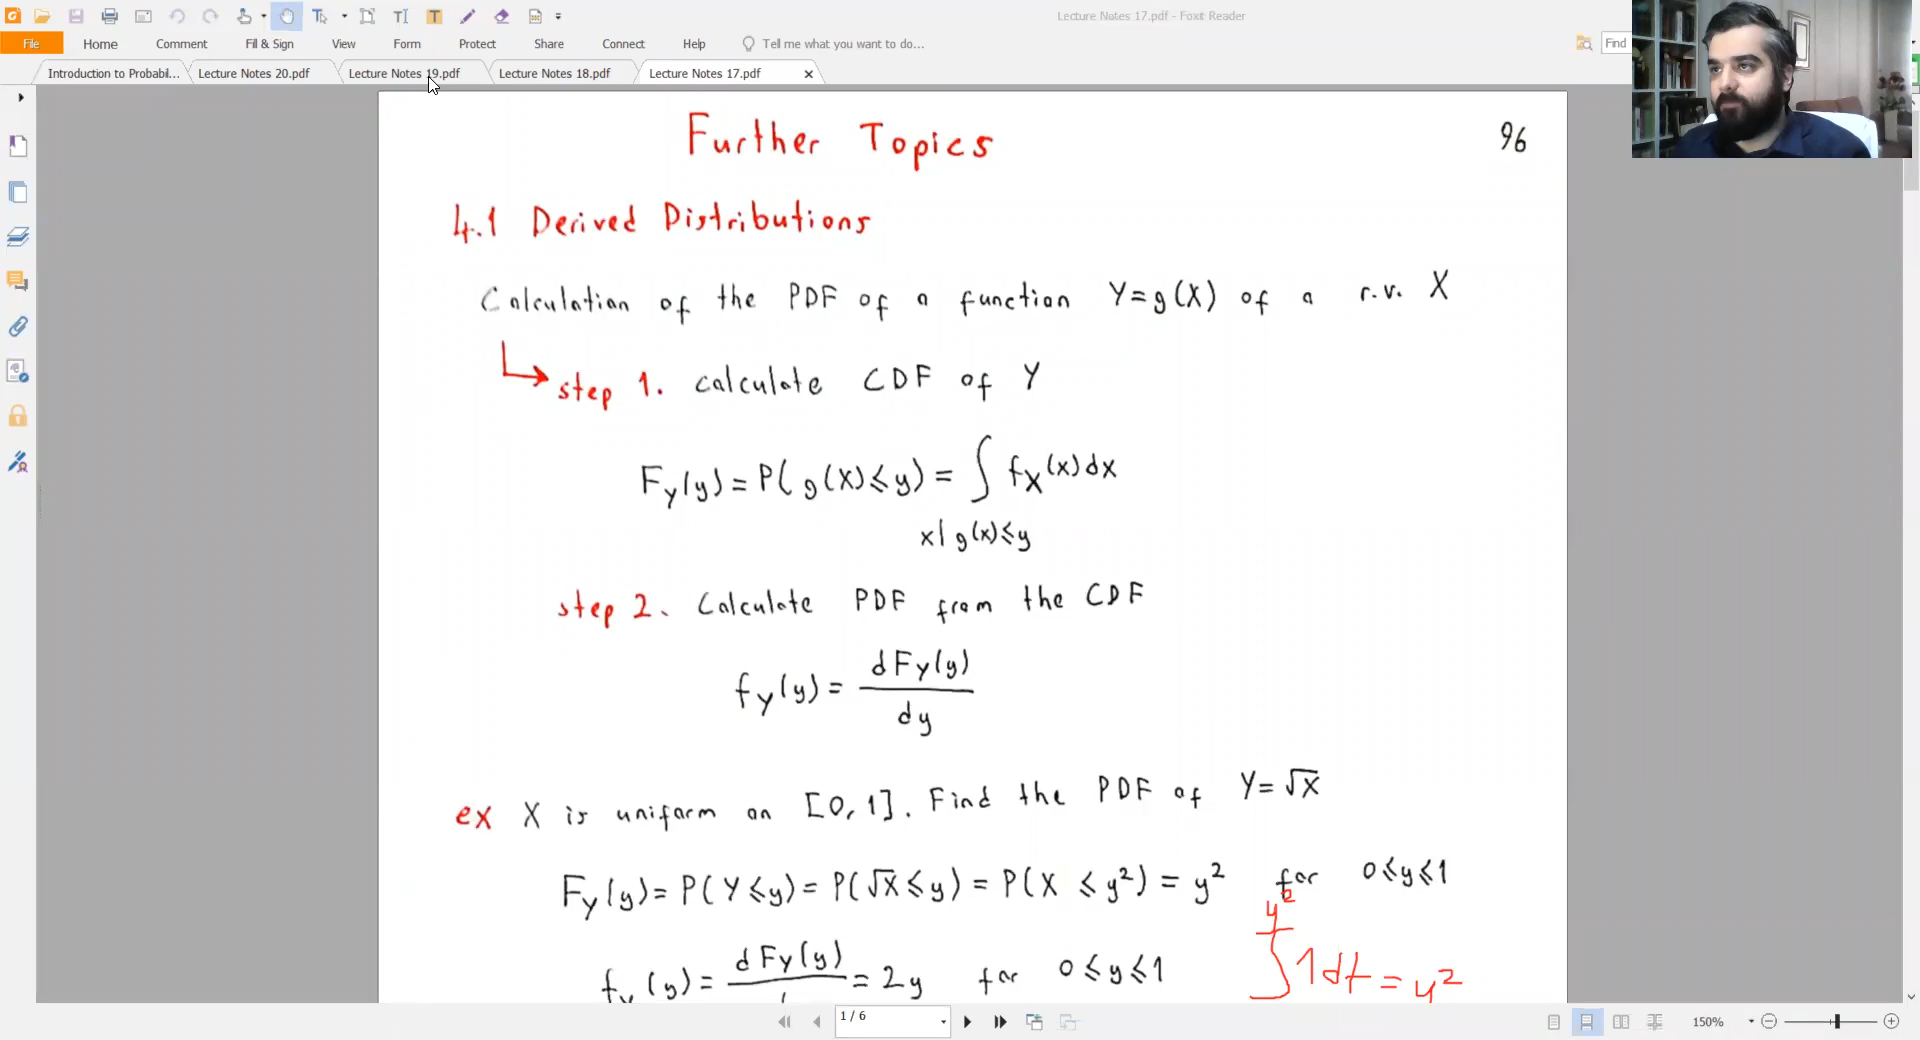 Lecture Notes 17.pdf - Foxit Reader
File Home Comment Fill & Sign View Form Protect Share Connect Help Tell me what you want to do... Find
Introduction to Probabil... Lecture Notes 20.pdf Lecture Notes 19.pdf Lecture Notes 18.pdf Lecture Notes 17.pdf
Further Topics 96
4.1 Derived Distributions
Calculation of the PDF of a function Y=g(X) of a r.v. X
step 1. calculate CDF of Y
F_Y(y) = P(g(X)≤y) = ∫ f_X(x)dx
x|g(x)≤y
step 2. Calculate PDF from the CDF
f_Y(y) = dF_Y(y)
dy
ex X is uniform on [0,1]. Find the PDF of Y=√X
F_Y(y) = P(Y≤y) = P(√X≤y) = P(X ≤ y²) = y² for 0≤y≤1
y²
∫ 1dt = y²
f_Y(y) = dF_Y(y) = 2y for 0≤y≤1
1 / 6
150%